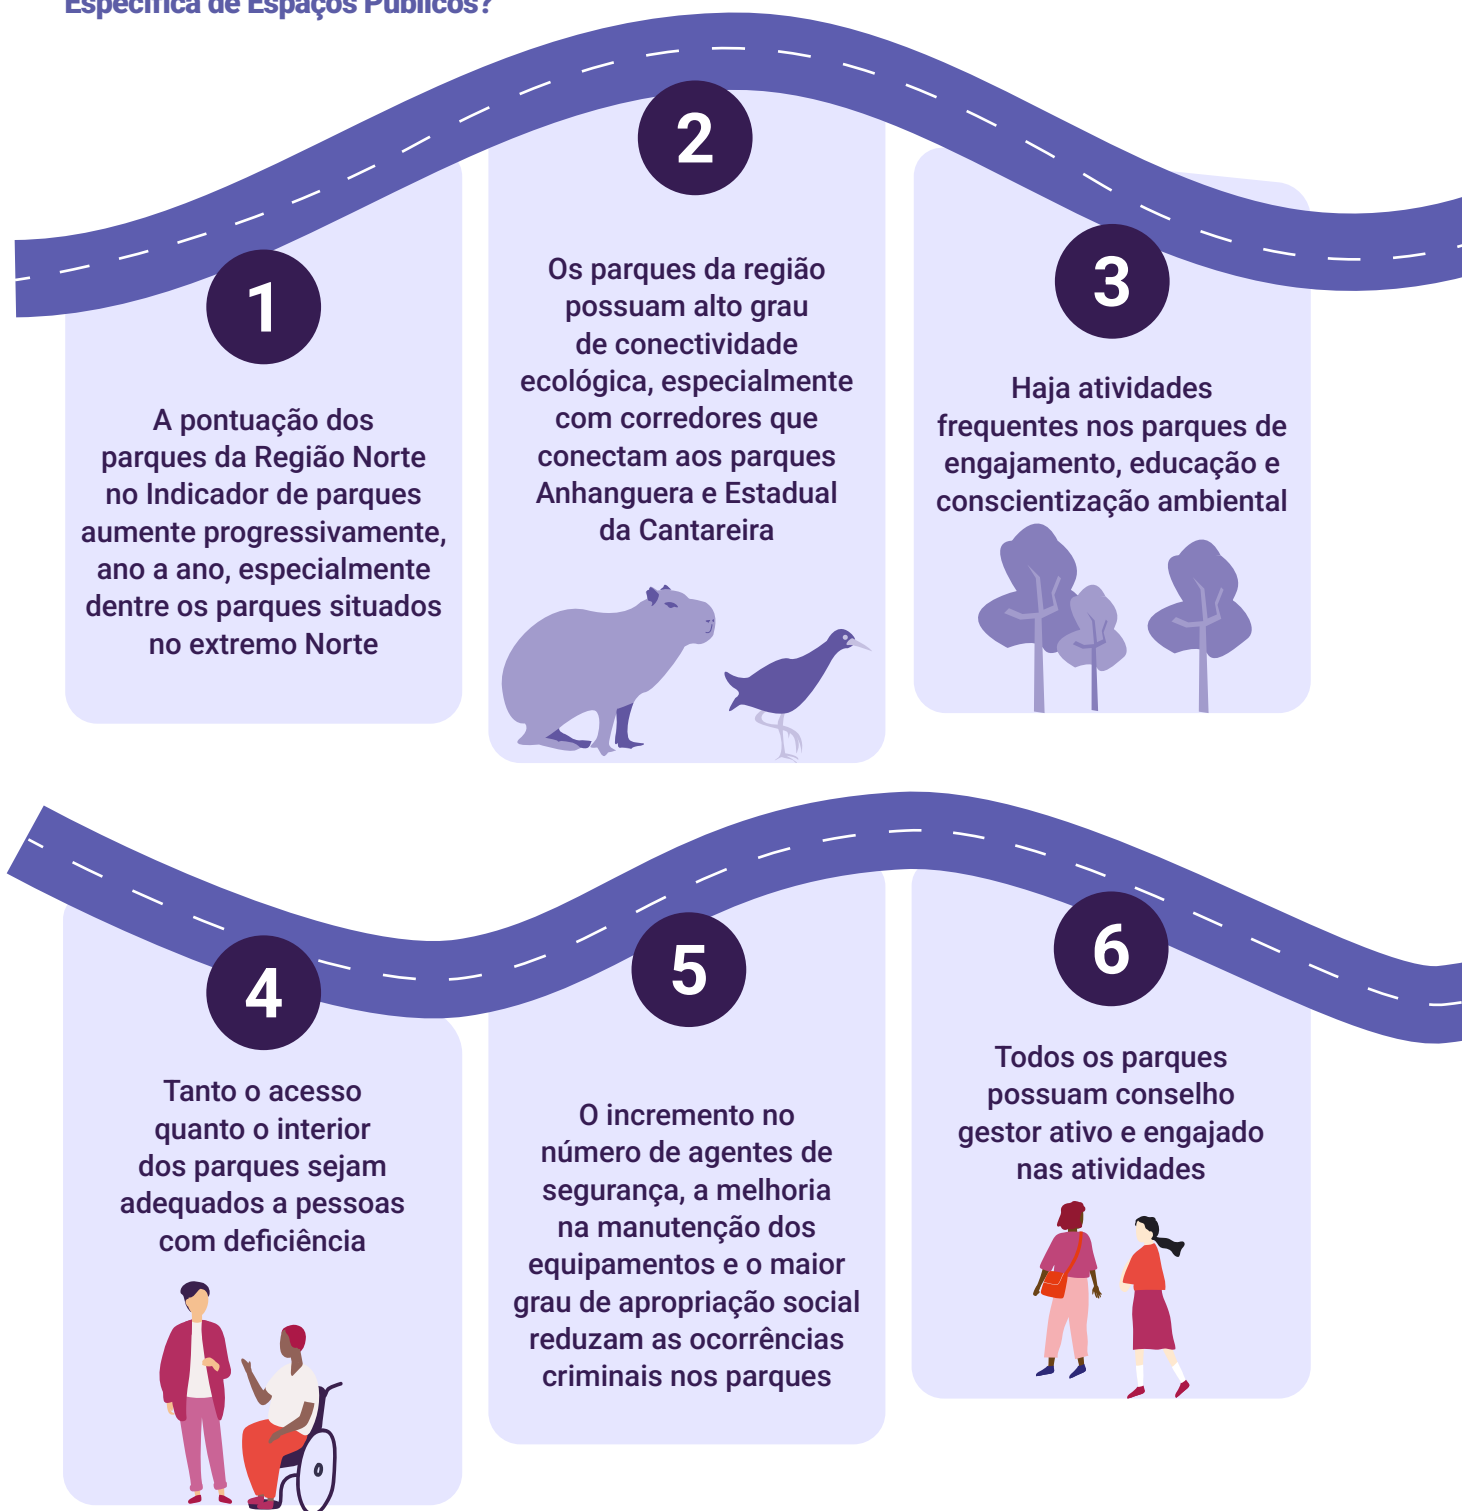 Específica de Espaços Públicos?
1
A pontuação dos
parques da Região Norte
no Indicador de parques
aumente progressivamente,
ano a ano, especialmente
dentre os parques situados
no extremo Norte
2
Os parques da região
possuam alto grau
de conectividade
ecológica, especialmente
com corredores que
conectam aos parques
Anhanguera e Estadual
da Cantareira
3
Haja atividades
frequentes nos parques de
engajamento, educação e
conscientização ambiental
4
Tanto o acesso
quanto o interior
dos parques sejam
adequados a pessoas
com deficiência
5
O incremento no
número de agentes de
segurança, a melhoria
na manutenção dos
equipamentos e o maior
grau de apropriação social
reduzam as ocorrências
criminais nos parques
6
Todos os parques
possuam conselho
gestor ativo e engajado
nas atividades